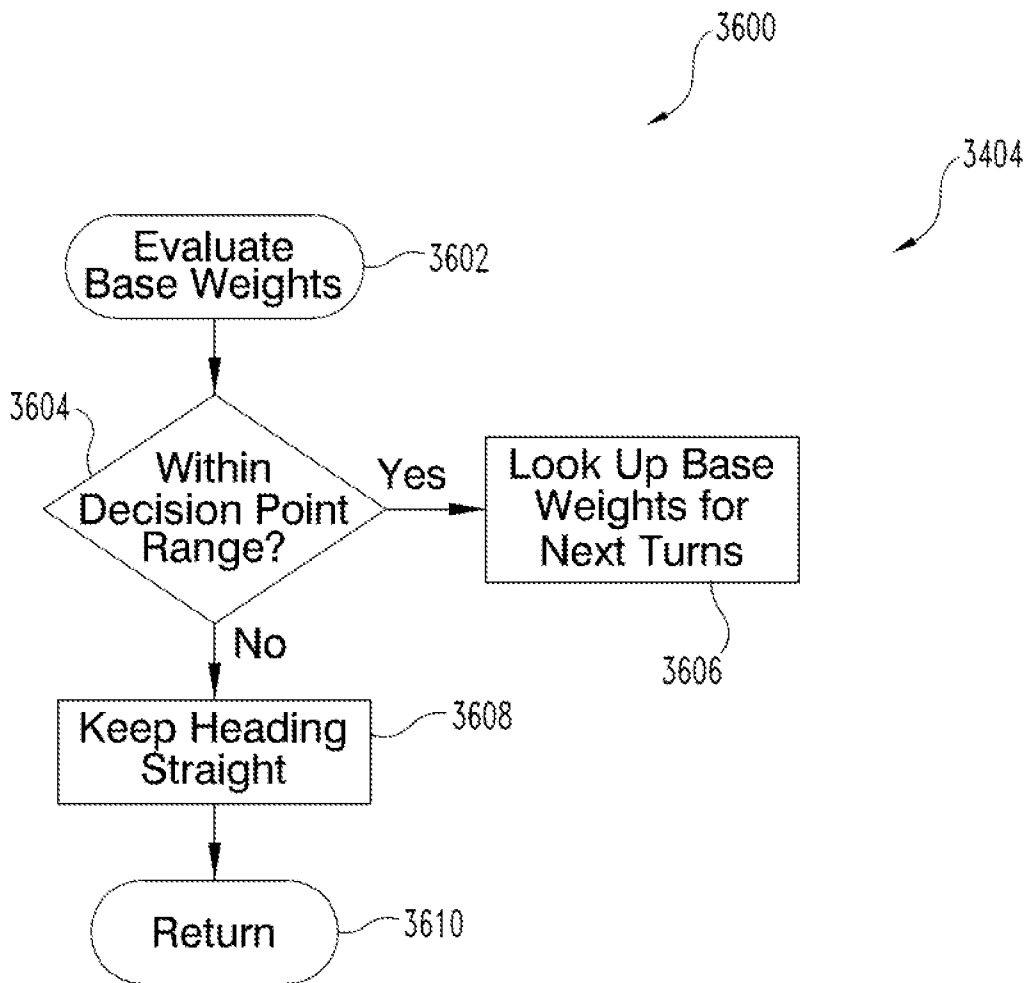 3600
3404
Evaluate
Base Weights
3602
3604
Within
Decision Point
Range?
Yes
Look Up Base
Weights for
Next Turns
3606
No
Keep Heading
Straight
3608
Return
3610